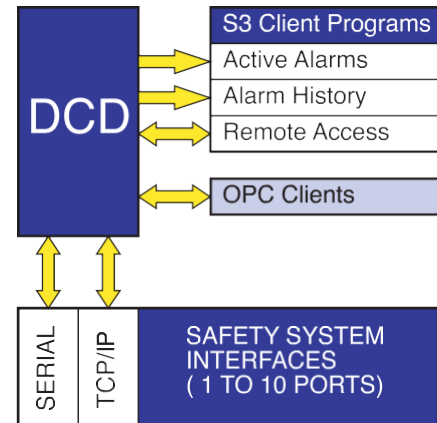 S3 Client Programs
Active Alarms
Alarm History
Remote Access
DCD
OPC Clients
SERIAL
TCP/IP
SAFETY SYSTEM
INTERFACES
( 1 TO 10 PORTS)